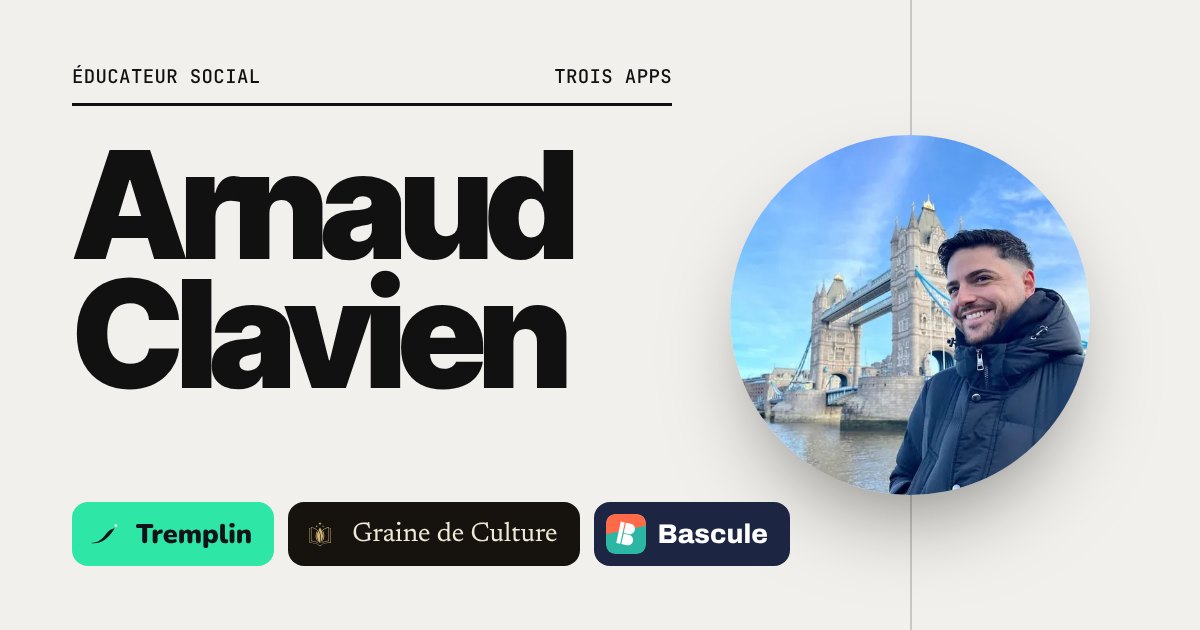 ÉDUCATEUR SOCIAL TROIS APPS
Arnaud
Clavien
Tremplin Graine de Culture Bascule